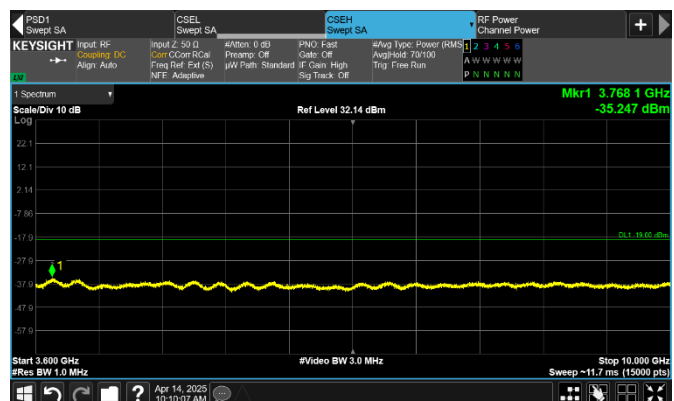 PSD1
Swept SA
CSEL
Swept SA
CSEH
Swept SA
RF Power
Channel Power
KEYSIGHT
Input: RF
Coupling: DC
Align: Auto
Input Z: 50 Ω
Corr CCorr RCal
Freq Ref: Ext (S)
NFE: Adaptive
#Atten: 0 dB
Preamp: Off
µW Path: Standard
PNO: Fast
Gate: Off
IF Gain: High
Sig Track: Off
#Avg Type: Power (RMS
Avg|Hold: 70/100
Trig: Free Run
1 2 3 4 5 6
A W W W W W
P N N N N N
LXI
1 Spectrum
Scale/Div 10 dB
Ref Level 32.14 dBm
Mkr1 3.768 1 GHz
-35.247 dBm
Log
22.1
12.1
2.14
-7.86
-17.9
DL1 -19.00 dBm
-27.9
1
-37.9
-47.9
-57.9
Start 3.600 GHz
#Video BW 3.0 MHz
Stop 10.000 GHz
#Res BW 1.0 MHz
Sweep ~11.7 ms (15000 pts)
?
Apr 14, 2025
10:10:07 AM